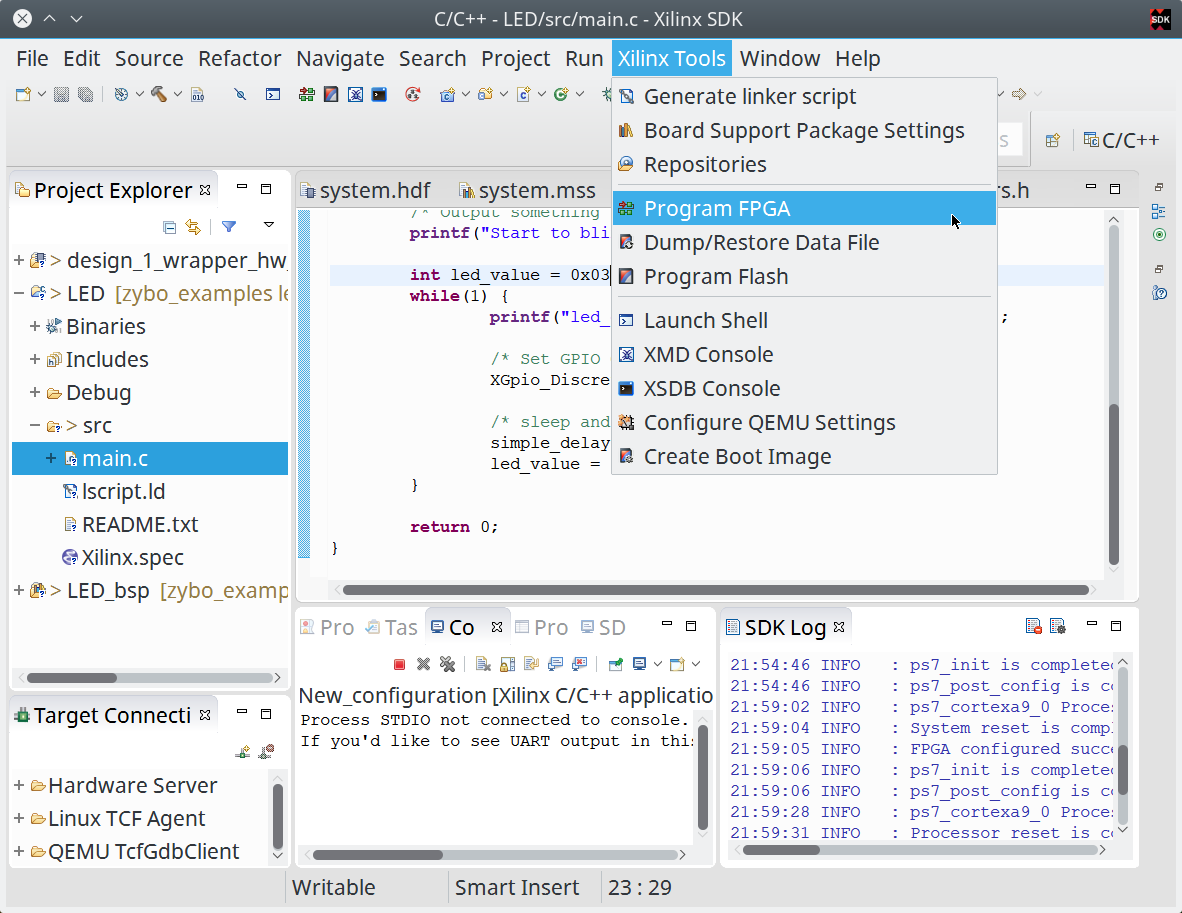 C/C++ - LED/src/main.c - Xilinx SDK
SDK
File Edit Source Refactor Navigate Search Project Run Xilinx Tools Window Help
Generate linker script
Board Support Package Settings
Repositories
Program FPGA
Dump/Restore Data File
Program Flash
Launch Shell
XMD Console
XSDB Console
Configure QEMU Settings
Create Boot Image
C/C++
Project Explorer
+ design_1_wrapper_hw_
− > LED [zybo_examples le
+ Binaries
+ Includes
+ Debug
− > src
+ main.c
lscript.ld
README.txt
Xilinx.spec
+ > LED_bsp [zybo_examp
system.hdf system.mss rs.h
/* Output something
printf("Start to bli
int led_value = 0x03
while(1) {
printf("led_ ;
/* Set GPIO
XGpio_Discre
/* sleep and
simple_delay
led_value =
}
return 0;
}
Target Connecti
+ Hardware Server
+ Linux TCF Agent
+ QEMU TcfGdbClient
Pro Tas Co Pro SD
New_configuration [Xilinx C/C++ applicatio
Process STDIO not connected to console.
If you'd like to see UART output in this
SDK Log
21:54:46 INFO : ps7_init is completed
21:54:46 INFO : ps7_post_config is co
21:59:02 INFO : ps7_cortexa9_0 Proces
21:59:04 INFO : System reset is compl
21:59:05 INFO : FPGA configured succe
21:59:06 INFO : ps7_init is completed
21:59:06 INFO : ps7_post_config is co
21:59:28 INFO : ps7_cortexa9_0 Proces
21:59:31 INFO : Processor reset is co
Writable Smart Insert 23 : 29